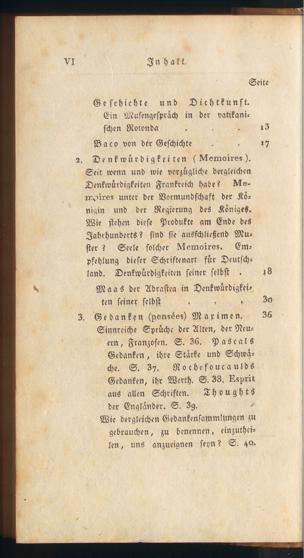 VI Inhalt
Seite
Geschichte und Dichtkunst.
Ein Musengespräch in der vatikani-
schen Rotonda . . . 13
Baco von der Geschichte . . 17
2. Denkwürdigkeiten (Memoires).
Seit wenn und wie vorzügliche dergleichen
Denkwürdigkeiten Frankreich habe? Me-
moires unter der Vormundschaft der Kö-
nigin und der Regierung des Königes.
Wie stehen diese Produkte am Ende des
Jahrhunderts? sind sie ausschließend Mu-
ster? Seele solcher Memoires. Em-
pfehlung dieser Schriftenart für Deutsch-
land. Denkwürdigkeiten seiner selbst . 18
Maas der Adrastea in Denkwürdigkei-
ten seiner selbst . . . 30
3. Gedanken (pensées) Maximen. 36
Sinnreiche Sprüche der Alten, der Neu-
ern, Franzosen. S. 36. Pascals
Gedanken, ihre Stärke und Schwä-
che. S. 37. Rochefoucaulds
Gedanken, ihr Werth. S. 38. Esprit
aus allen Schriften. Thoughts
der Engländer. S. 39.
Wie dergleichen Gedankensammlungen zu
gebrauchen, zu benennen, einzuthei-
len, uns anzueignen seyn? S. 40.